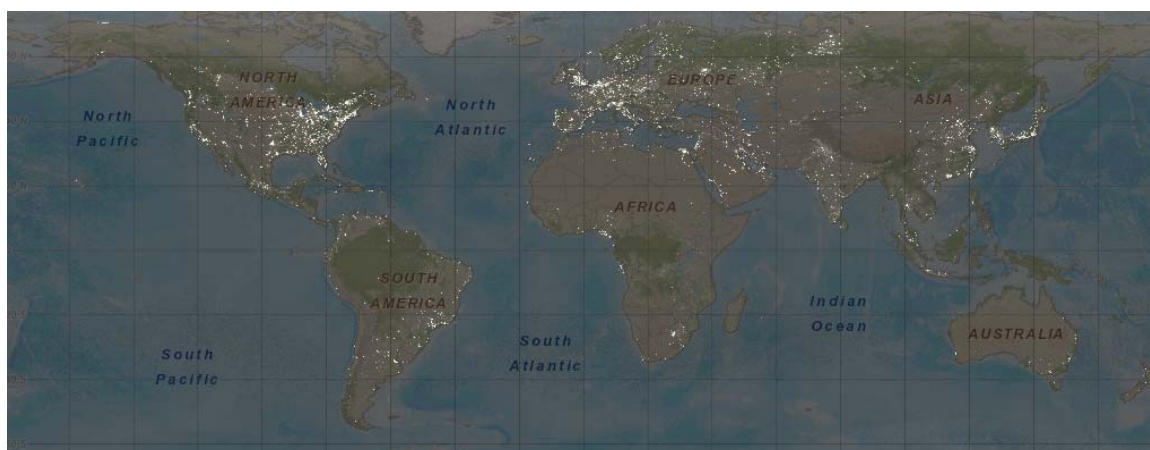 NORTH
AMERICA
EUROPE
ASIA
North
Pacific
North
Atlantic
AFRICA
SOUTH
AMERICA
Indian
Ocean
AUSTRALIA
South
Pacific
South
Atlantic